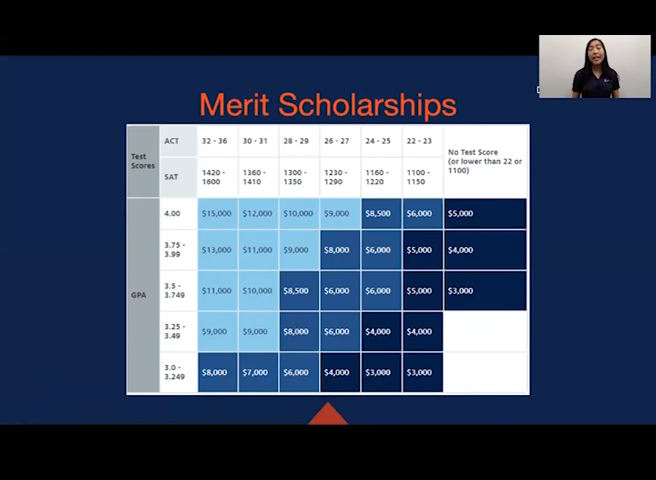 Merit Scholarships
Test Scores ACT 32 - 36 30 - 31 28 - 29 26 - 27 24 - 25 22 - 23 No Test Score (or lower than 22 or 1100)
SAT 1420 - 1600 1360 - 1410 1300 - 1350 1230 - 1290 1160 - 1220 1100 - 1150
GPA 4.00 $15,000 $12,000 $10,000 $9,000 $8,500 $6,000 $5,000
3.75 - 3.99 $13,000 $11,000 $9,000 $8,000 $6,000 $5,000 $4,000
3.5 - 3.749 $11,000 $10,000 $8,500 $6,000 $6,000 $5,000 $3,000
3.25 - 3.49 $9,000 $9,000 $8,000 $6,000 $4,000 $4,000
3.0 - 3.249 $8,000 $7,000 $6,000 $4,000 $3,000 $3,000